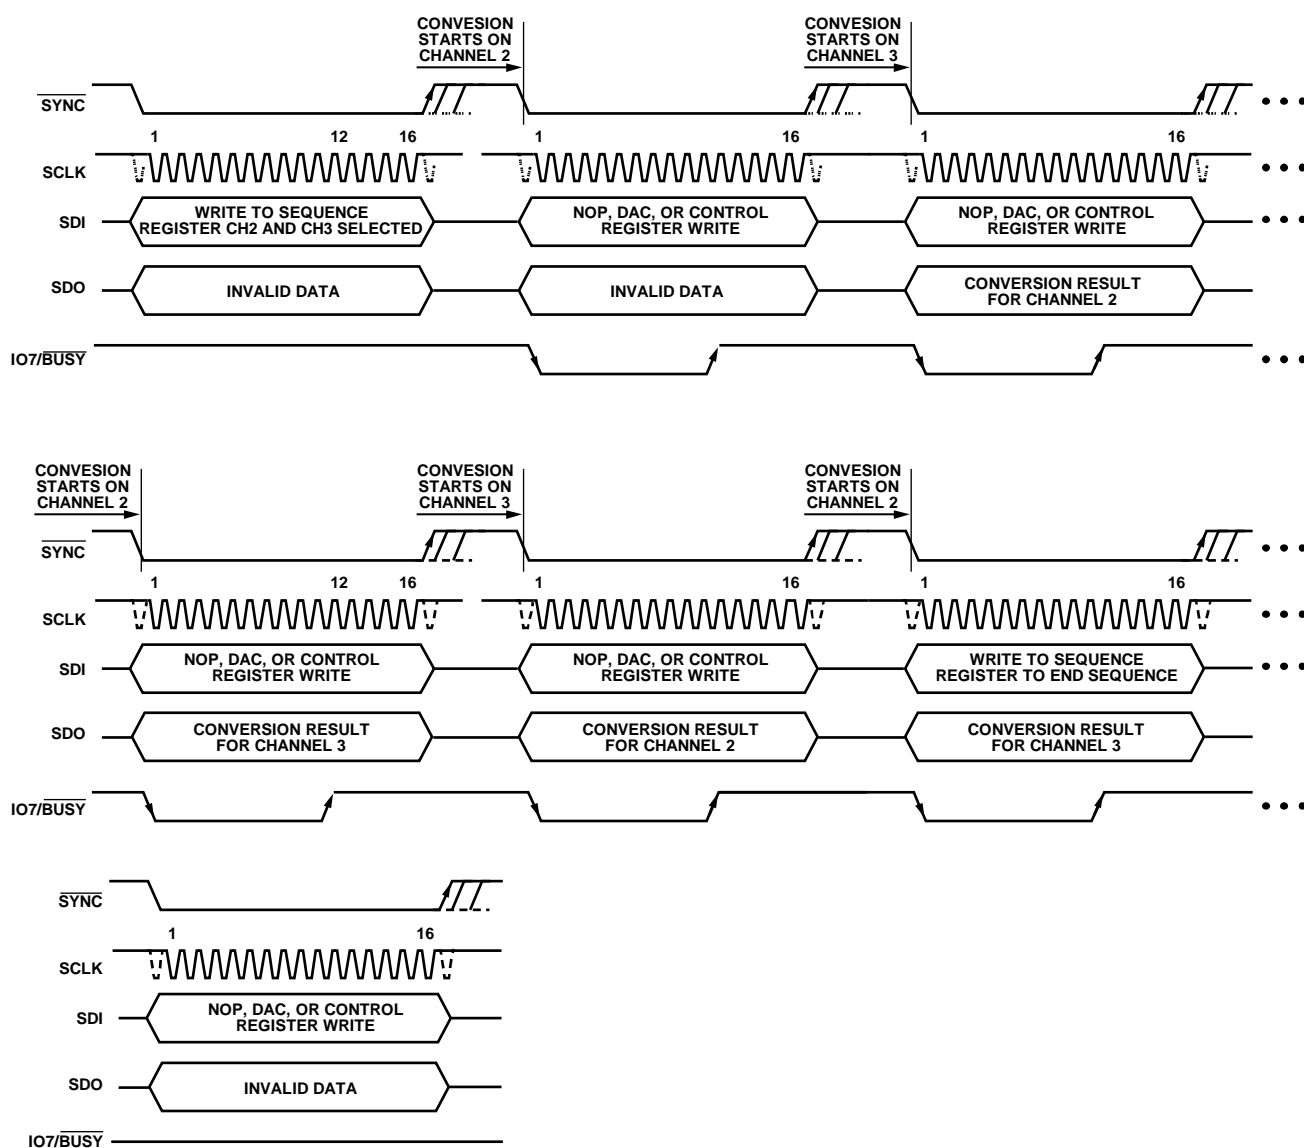 CONVESION
STARTS ON
CHANNEL 2
CONVESION
STARTS ON
CHANNEL 3
SYNC
1 12 16 1 16 1 16
SCLK
SDI
WRITE TO SEQUENCE
REGISTER CH2 AND CH3 SELECTED
NOP, DAC, OR CONTROL
REGISTER WRITE
NOP, DAC, OR CONTROL
REGISTER WRITE
SDO
INVALID DATA
INVALID DATA
CONVERSION RESULT
FOR CHANNEL 2
IO7/BUSY
CONVESION
STARTS ON
CHANNEL 2
CONVESION
STARTS ON
CHANNEL 3
CONVESION
STARTS ON
CHANNEL 2
SYNC
1 12 16 1 16 1 16
SCLK
SDI
NOP, DAC, OR CONTROL
REGISTER WRITE
NOP, DAC, OR CONTROL
REGISTER WRITE
WRITE TO SEQUENCE
REGISTER TO END SEQUENCE
SDO
CONVERSION RESULT
FOR CHANNEL 3
CONVERSION RESULT
FOR CHANNEL 2
CONVERSION RESULT
FOR CHANNEL 3
IO7/BUSY
SYNC
1 16
SCLK
SDI
NOP, DAC, OR CONTROL
REGISTER WRITE
SDO
INVALID DATA
IO7/BUSY